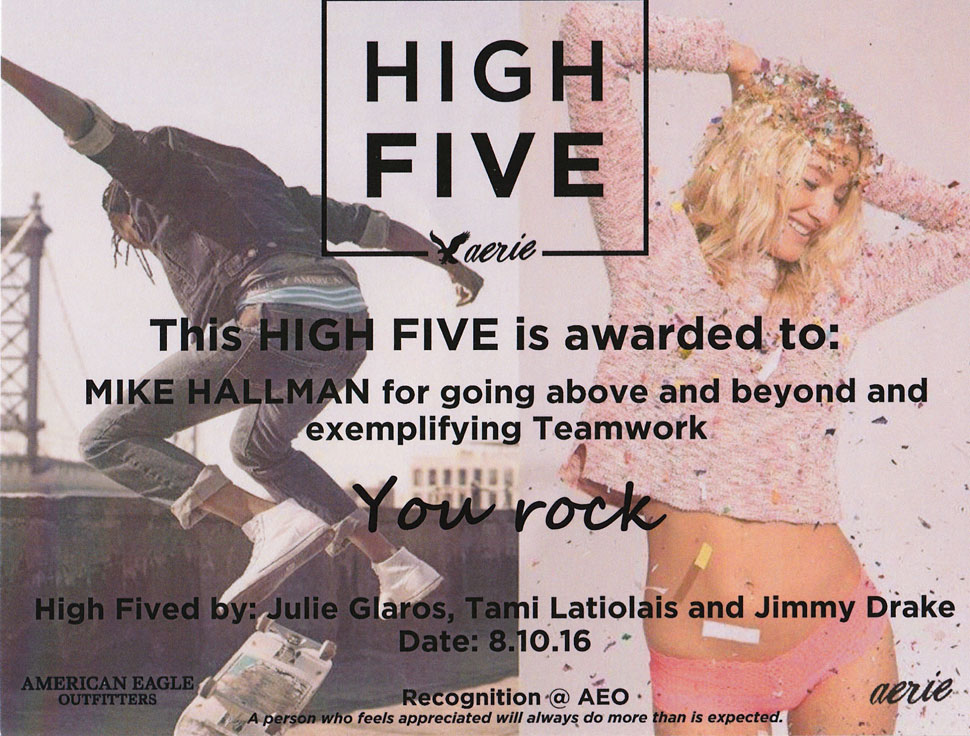 HIGH
FIVE
aerie
AMERICAN
This HIGH FIVE is awarded to:
MIKE HALLMAN for going above and beyond and
exemplifying Teamwork
You rock
High Fived by: Julie Glaros, Tami Latiolais and Jimmy Drake
Date: 8.10.16
AMERICAN EAGLE
OUTFITTERS
aerie
Recognition @ AEO
A person who feels appreciated will always do more than is expected.